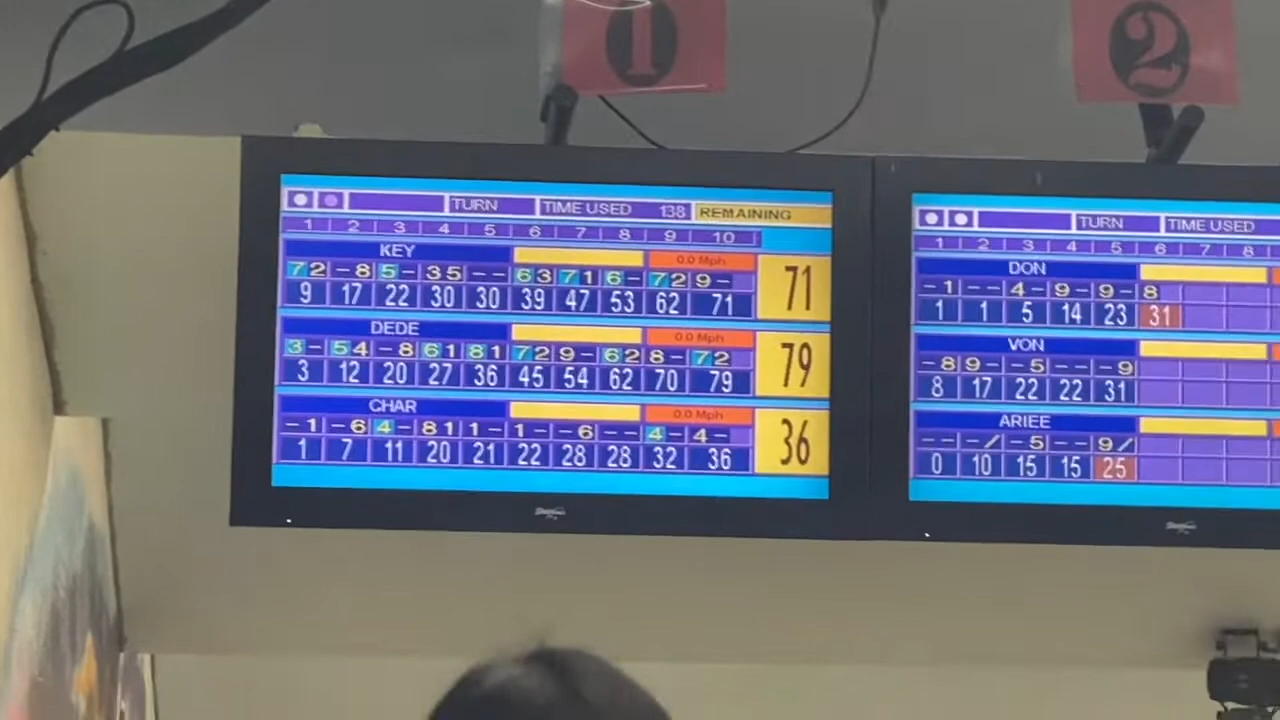 1
2
TURN TIME USED 138 REMAINING
1 2 3 4 5 6 7 8 9 10
KEY 0.0 Mph
7 2 - 8 5 - 3 5 - - 6 3 7 1 6 - 7 2 9 -
9 17 22 30 30 39 47 53 62 71
71
DEDE 0.0 Mph
3 - 5 4 - 8 6 1 8 1 7 2 9 - 6 2 8 - 7 2
3 12 20 27 36 45 54 62 70 79
79
CHAR 0.0 Mph
- 1 - 6 4 - 8 1 1 - 1 - - 6 - - 4 - 4 -
1 7 11 20 21 22 28 28 32 36
36
TURN TIME USED
1 2 3 4 5 6 7 8
DON
- 1 - - 4 - 9 - 9 - 8
1 1 5 14 23 31
VON
- 8 9 - - 5 - - - 9
8 17 22 22 31
ARIEE
- - - / - 5 - - 9 /
0 10 15 15 25